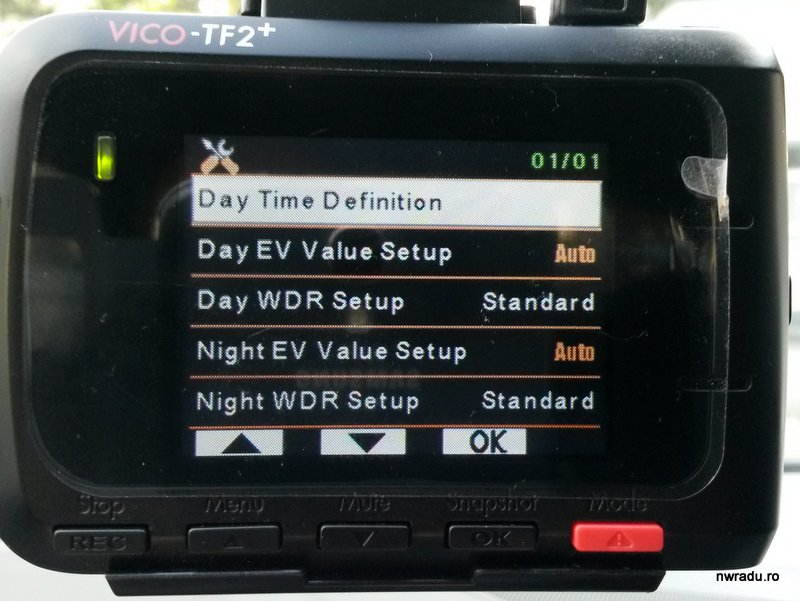 VICO-TF2+
01/01
Day Time Definition
Day EV Value Setup Auto
Day WDR Setup Standard
Night EV Value Setup Auto
Night WDR Setup Standard
OK
Stop Menu Mute Snapshot Mode
REC OK
nwradu.ro